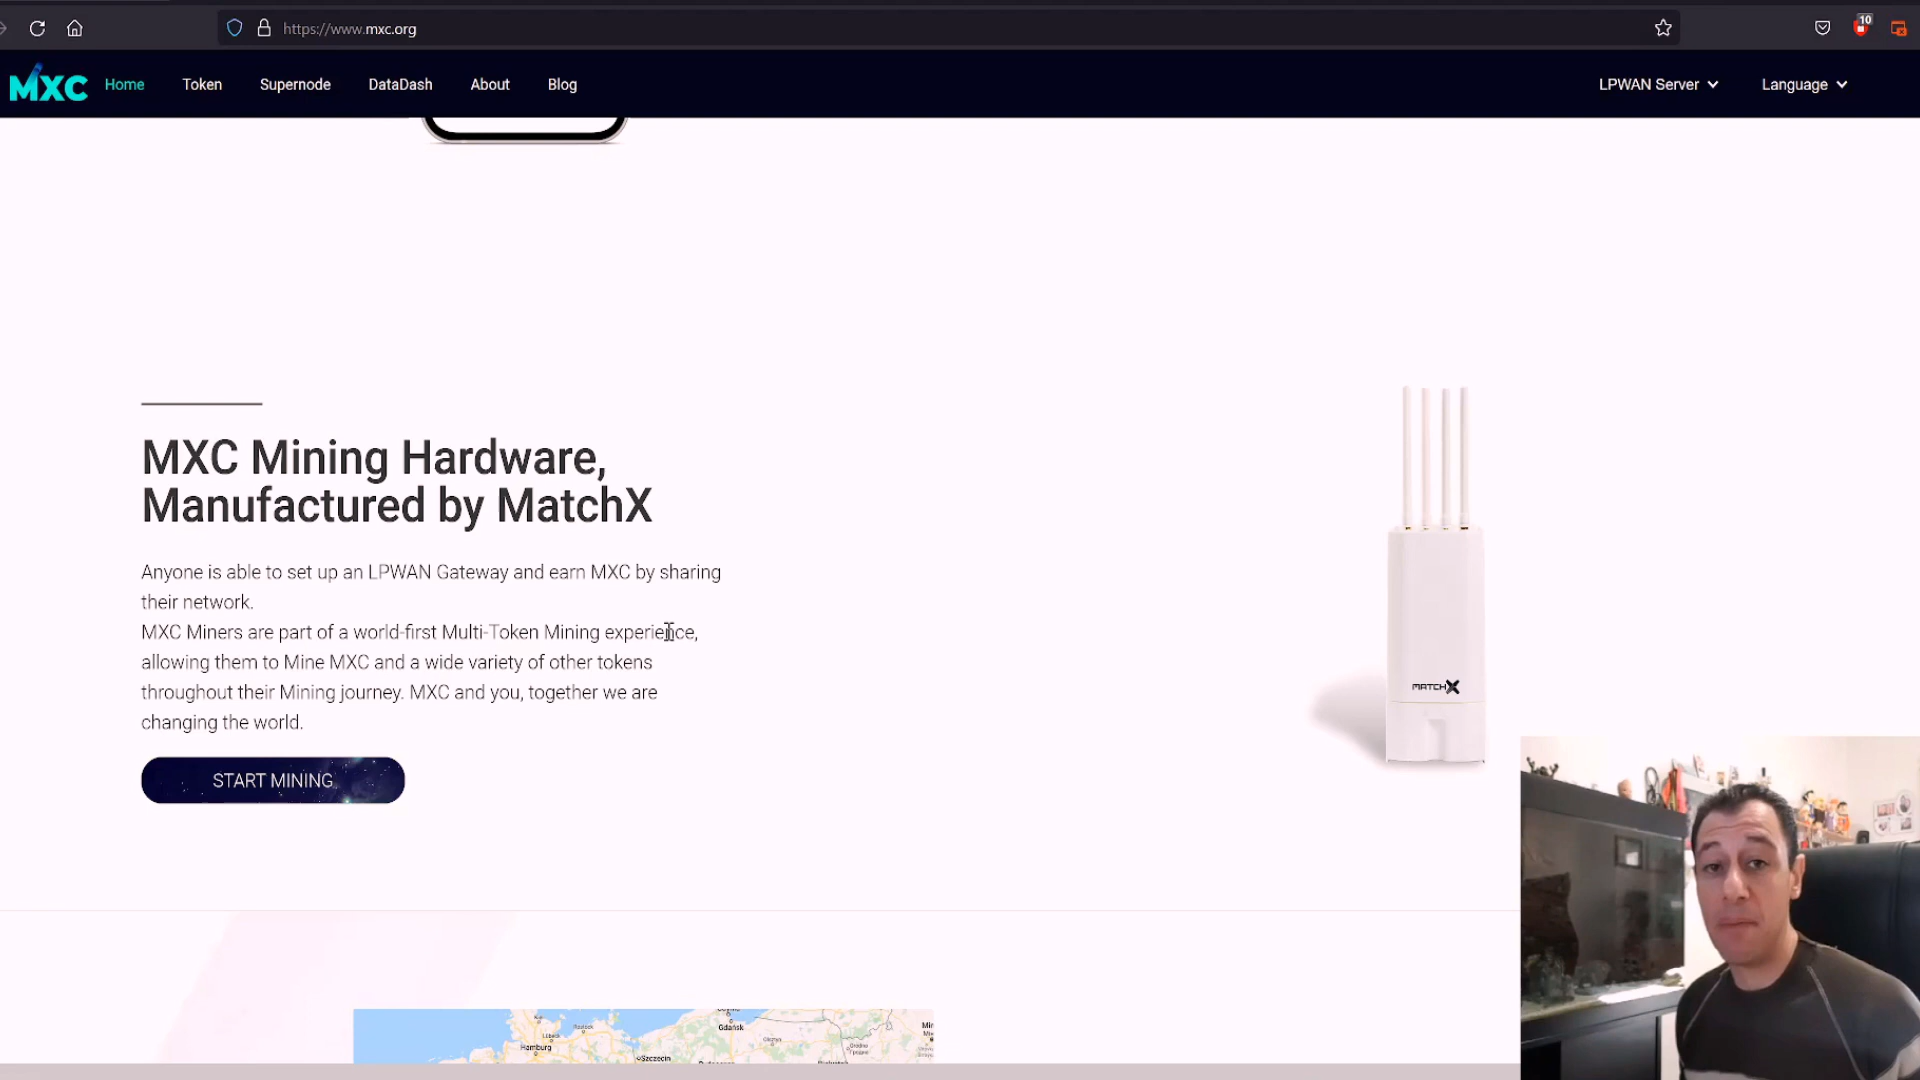 https://www.mxc.org
10
MXC
Home
Token
Supernode
DataDash
About
Blog
LPWAN Server
Language
MXC Mining Hardware,
Manufactured by MatchX
Anyone is able to set up an LPWAN Gateway and earn MXC by sharing
their network.
MXC Miners are part of a world-first Multi-Token Mining experience,
allowing them to Mine MXC and a wide variety of other tokens
throughout their Mining journey. MXC and you, together we are
changing the world.
START MINING
MATCHX
Gdańsk
Hamburg
Szczecin
Rostock
Lübeck
Olsztyn